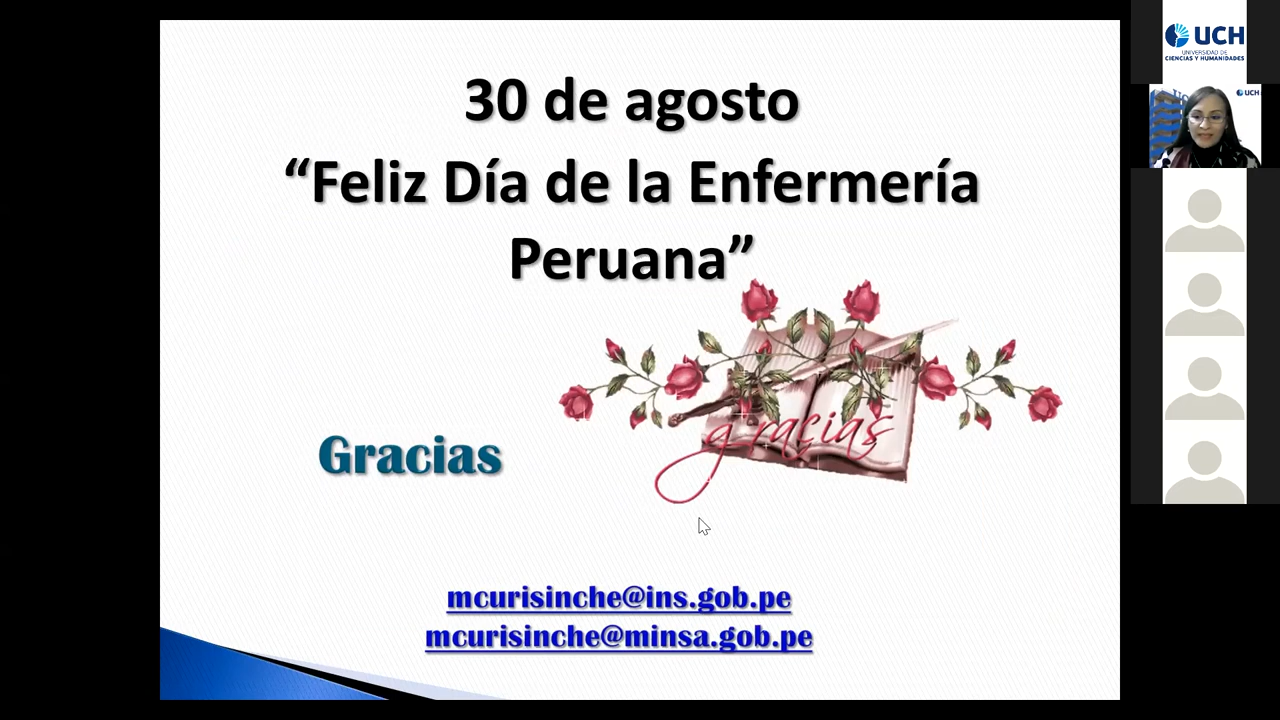 30 de agosto
“Feliz Día de la Enfermería
Peruana”
gracias
Gracias
mcurisinche@ins.gob.pe
mcurisinche@minsa.gob.pe
UCH
UNIVERSIDAD DE
CIENCIAS Y HUMANIDADES
UCH